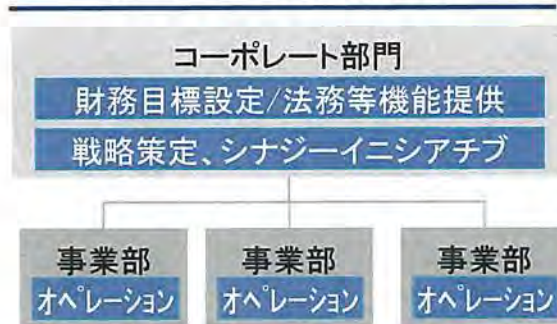 コーポレート部門
財務目標設定/法務等機能提供
戦略策定、シナジーイニシアチブ
事業部 事業部 事業部
オペレーション オペレーション オペレーション